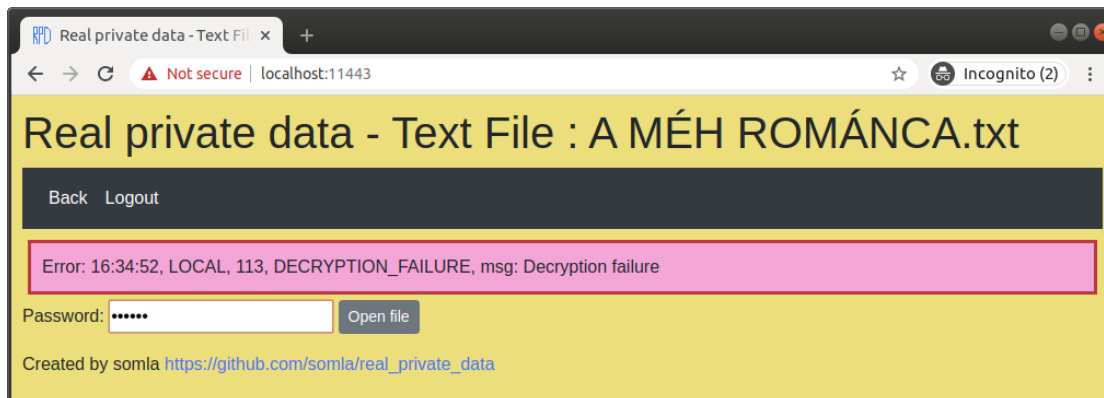 RPD Real private data - Text Fil
Not secure | localhost:11443 Incognito (2)
Real private data - Text File : A MÉH ROMÁNCA.txt
Back Logout
Error: 16:34:52, LOCAL, 113, DECRYPTION_FAILURE, msg: Decryption failure
Password: •••••• Open file
Created by somla https://github.com/somla/real_private_data